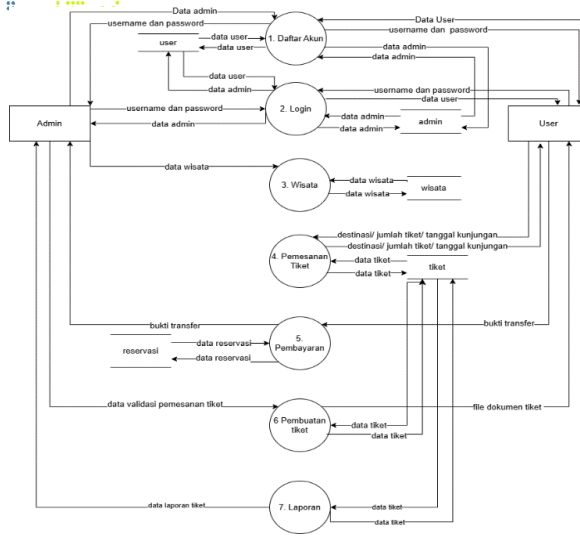 Data admin
Data User
username dan password
username dan password
user
data user
data user
1. Daftar Akun
data admin
data admin
data user
data admin
username dan password
data user
Admin
username dan password
data admin
2. Login
data admin
data admin
admin
User
data wisata
3. Wisata
data wisata
data wisata
wisata
destinasi/ jumlah tiket/ tanggal kunjungan
destinasi/ jumlah tiket/ tanggal kunjungan
4. Pemesanan
Tiket
data tiket
data tiket
tiket
bukti transfer
bukti transfer
reservasi
data reservasi
data reservasi
5.
Pembayaran
data validasi pemesanan tiket
6 Pembuatan
tiket
file dokumen tiket
data tiket
data tiket
data laporan tiket
7. Laporan
data tiket
data tiket